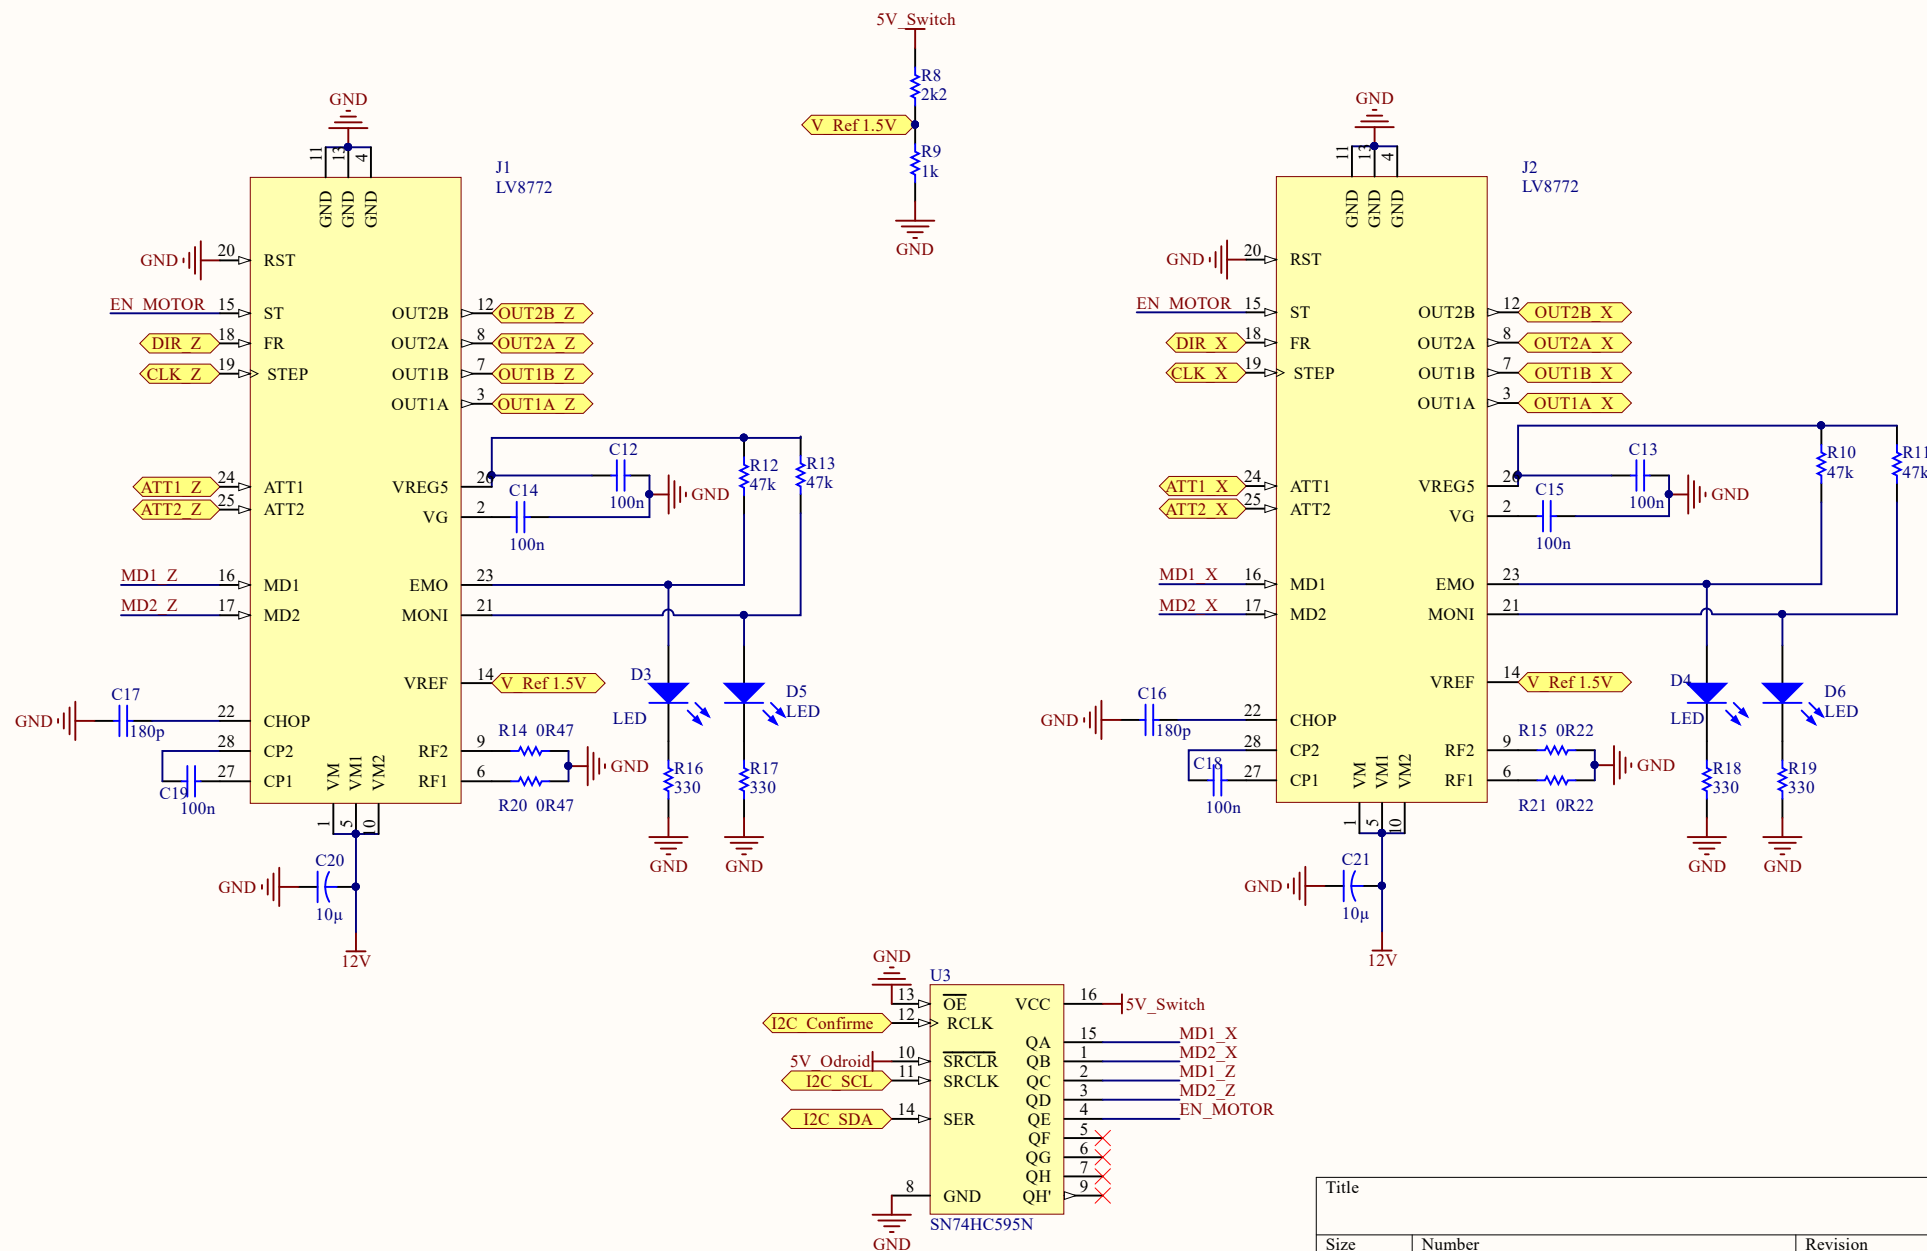 5V_Switch
R8
2k2
V_Ref 1.5V
R9
1k
GND
GND
11
13
4
J1
LV8772
GND
GND
GND
GND
20
RST
EN_MOTOR
15
ST
DIR_Z
18
FR
CLK_Z
19
STEP
OUT2B
12
OUT2B_Z
OUT2A
8
OUT2A_Z
OUT1B
7
OUT1B_Z
OUT1A
3
OUT1A_Z
ATT1_Z
24
ATT1
ATT2_Z
25
ATT2
VREG5
26
C12
100n
GND
R12
47k
R13
47k
VG
2
C14
100n
MD1_Z
16
MD1
MD2_Z
17
MD2
EMO
23
MONI
21
VREF
14
V_Ref 1.5V
D3
LED
D5
LED
C17
180p
GND
22
CHOP
28
CP2
27
CP1
C19
100n
VM
VM1
VM2
1
5
10
RF2
9
R14 0R47
GND
RF1
6
R20 0R47
R16
330
R17
330
GND
GND
GND
C20
10µ
12V
GND
11
13
4
J2
LV8772
GND
GND
GND
GND
20
RST
EN_MOTOR
15
ST
DIR_X
18
FR
CLK_X
19
STEP
OUT2B
12
OUT2B_X
OUT2A
8
OUT2A_X
OUT1B
7
OUT1B_X
OUT1A
3
OUT1A_X
ATT1_X
24
ATT1
ATT2_X
25
ATT2
VREG5
26
C13
100n
GND
R10
47k
R11
47k
VG
2
C15
100n
MD1_X
16
MD1
MD2_X
17
MD2
EMO
23
MONI
21
VREF
14
V_Ref 1.5V
D4
LED
D6
LED
C16
180p
GND
22
CHOP
28
CP2
27
CP1
C18
100n
VM
VM1
VM2
1
5
10
RF2
9
R15 0R22
GND
RF1
6
R21 0R22
R18
330
R19
330
GND
GND
GND
C21
10µ
12V
GND
U3
13
OE
VCC
16
5V_Switch
I2C_Confirme
12
RCLK
QA
15
MD1_X
5V_Odroid
10
SRCLR
QB
1
MD2_X
I2C_SCL
11
SRCLK
QC
2
MD1_Z
QD
3
MD2_Z
I2C_SDA
14
SER
QE
4
EN_MOTOR
QF
5
QG
6
QH
7
8
GND
QH'
9
SN74HC595N
GND
Title
Size
Number
Revision